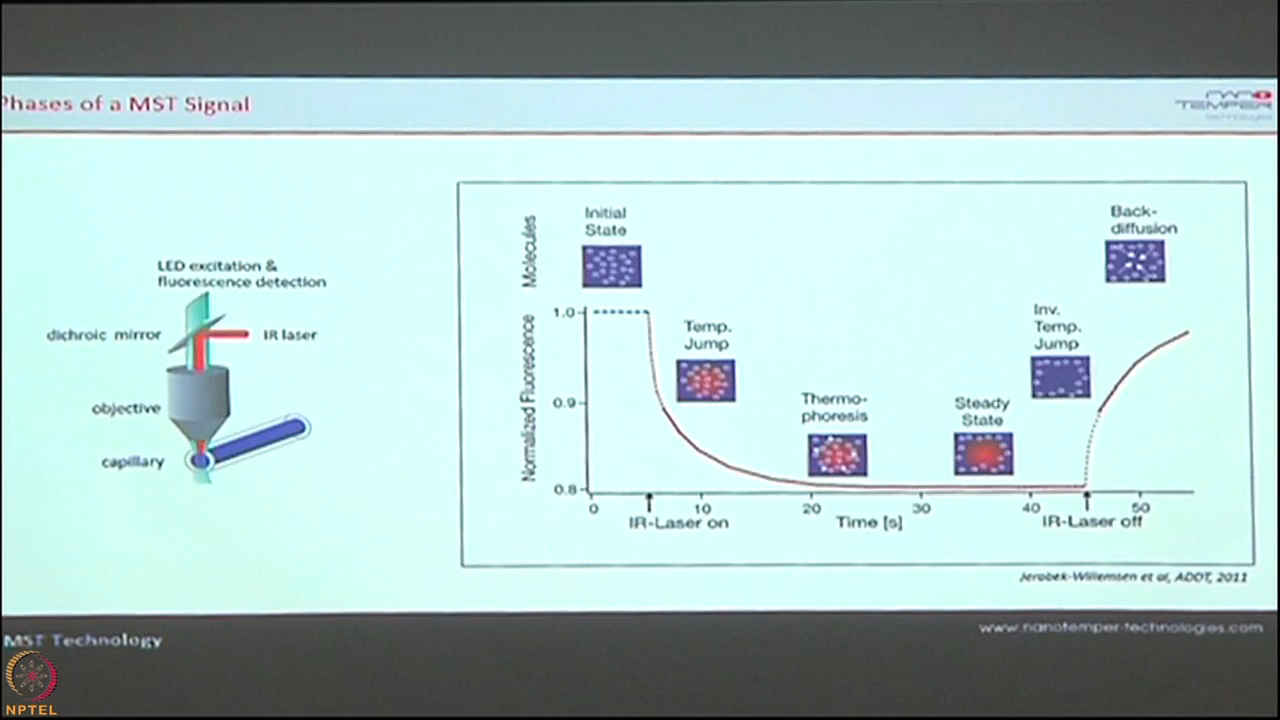 Phases of a MST Signal
NANO
TEMPER
technologies
LED excitation &
fluorescence detection
dichroic mirror
IR laser
objective
capillary
Molecules
Normalized Fluorescence
Initial
State
Temp.
Jump
Thermo-
phoresis
Steady
State
Inv.
Temp.
Jump
Back-
diffusion
1.0
0.9
0.8
0
10
20
30
40
50
IR-Laser on
Time [s]
IR-Laser off
Jerabek-Willemsen et al, ADDT, 2011
MST Technology
www.nanotemper-technologies.com
NPTEL